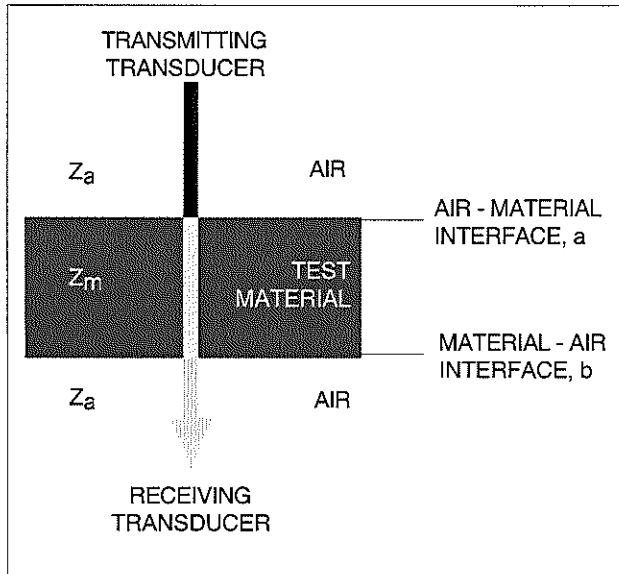 TRANSMITTING
TRANSDUCER
Za
AIR
AIR - MATERIAL
INTERFACE, a
Zm
TEST
MATERIAL
MATERIAL - AIR
INTERFACE, b
Za
AIR
RECEIVING
TRANSDUCER